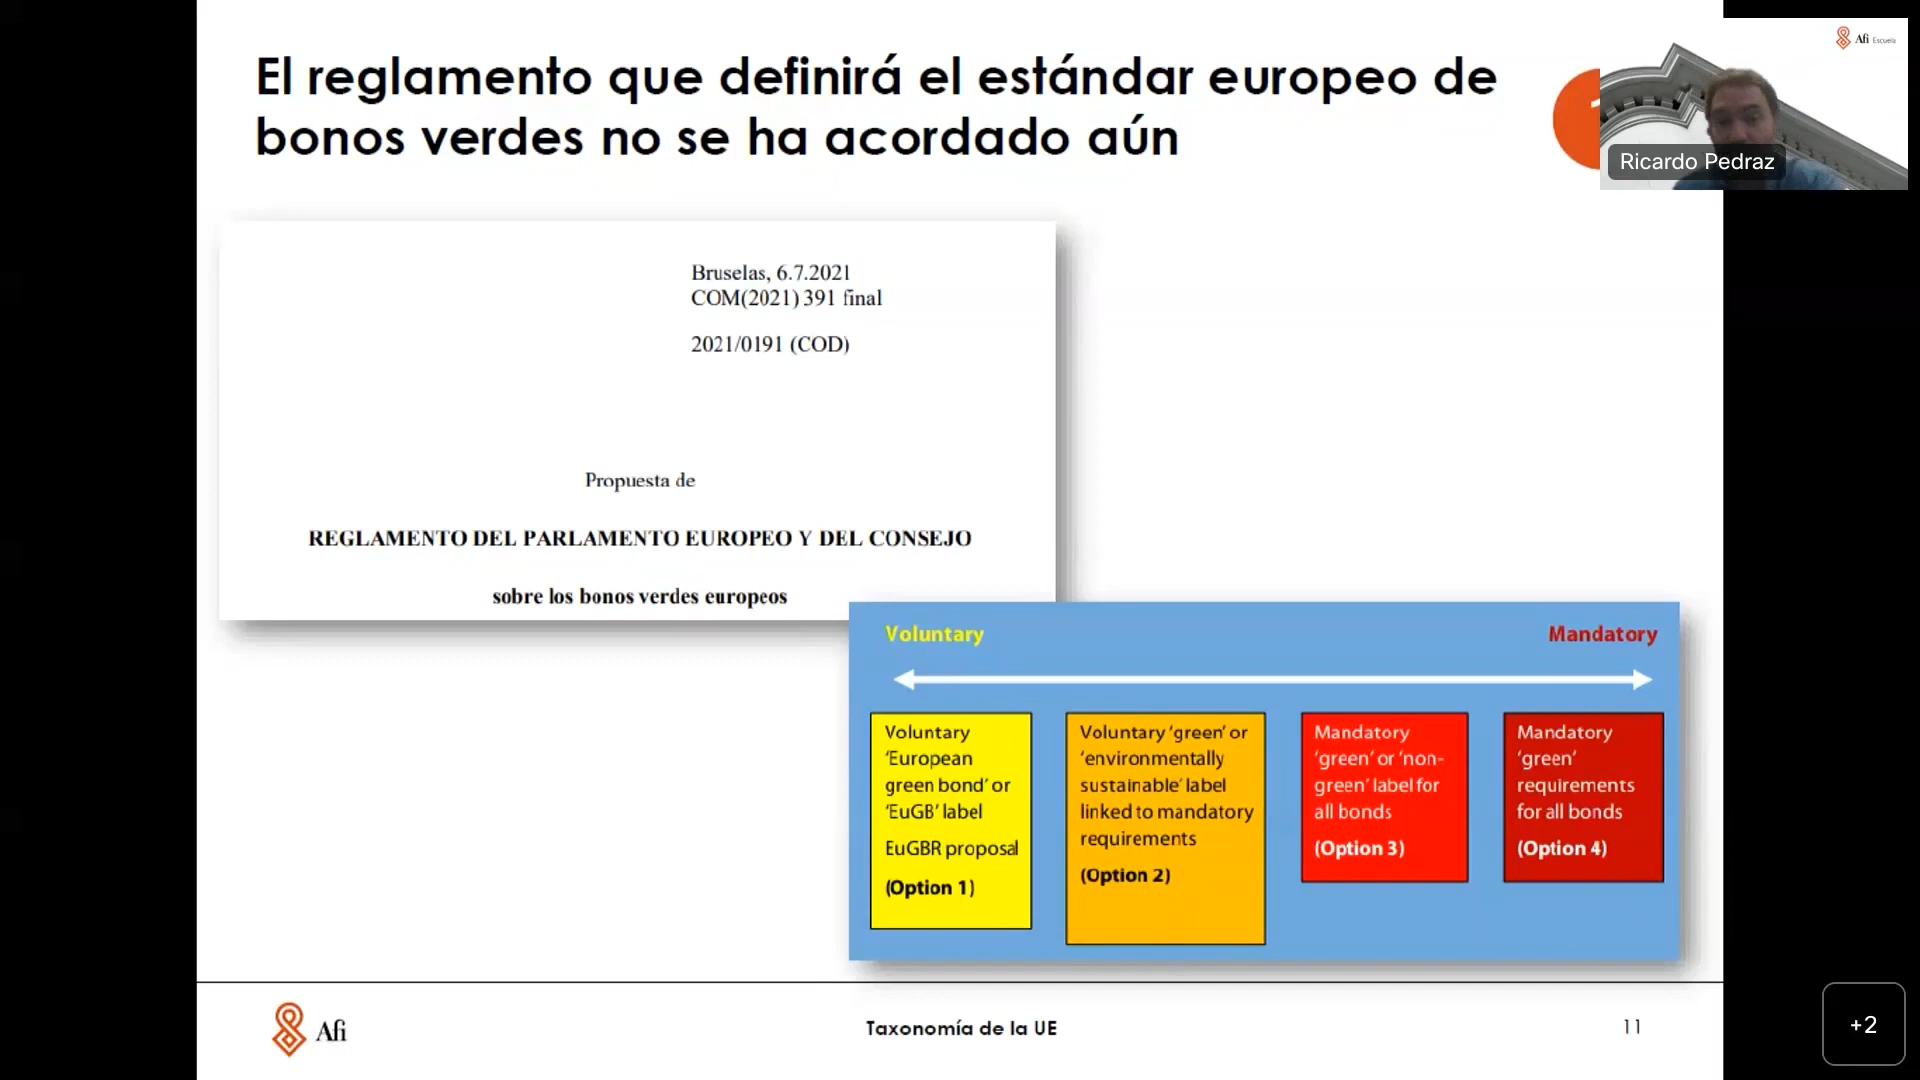 El reglamento que definirá el estándar europeo de
bonos verdes no se ha acordado aún
Afi Escuela
Ricardo Pedraz
Bruselas, 6.7.2021
COM(2021) 391 final
2021/0191 (COD)
Propuesta de
REGLAMENTO DEL PARLAMENTO EUROPEO Y DEL CONSEJO
sobre los bonos verdes europeos
Voluntary
Mandatory
Voluntary
‘European
green bond’ or
‘EuGB’ label
EuGBR proposal
(Option 1)
Voluntary ‘green’ or
‘environmentally
sustainable’ label
linked to mandatory
requirements
(Option 2)
Mandatory
‘green’ or ‘non-
green’ label for
all bonds
(Option 3)
Mandatory
‘green’
requirements
for all bonds
(Option 4)
Afi
Taxonomía de la UE
11
+2